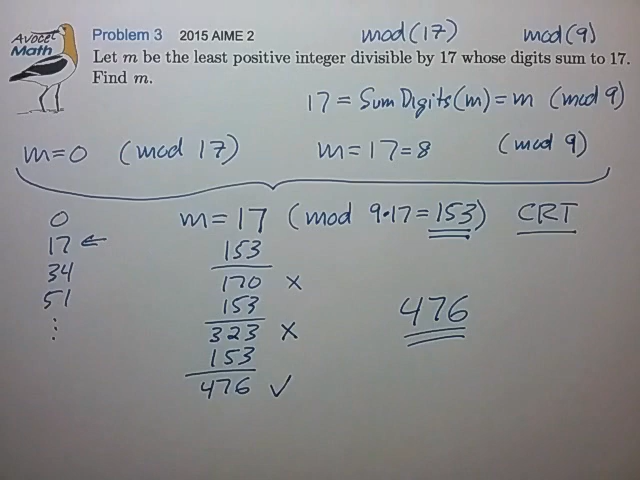 Avocet
Math
Problem 3 2015 AIME 2 mod(17) mod(9)
Let m be the least positive integer divisible by 17 whose digits sum to 17.
Find m.
17 = SumDigits(m) = m (mod 9)
m=0 (mod 17) m=17=8 (mod 9)
0 m=17 (mod 9·17=153) CRT
17 ← 153
34 170 x
51 153
⋮ 323 x
153
476 ✓
476